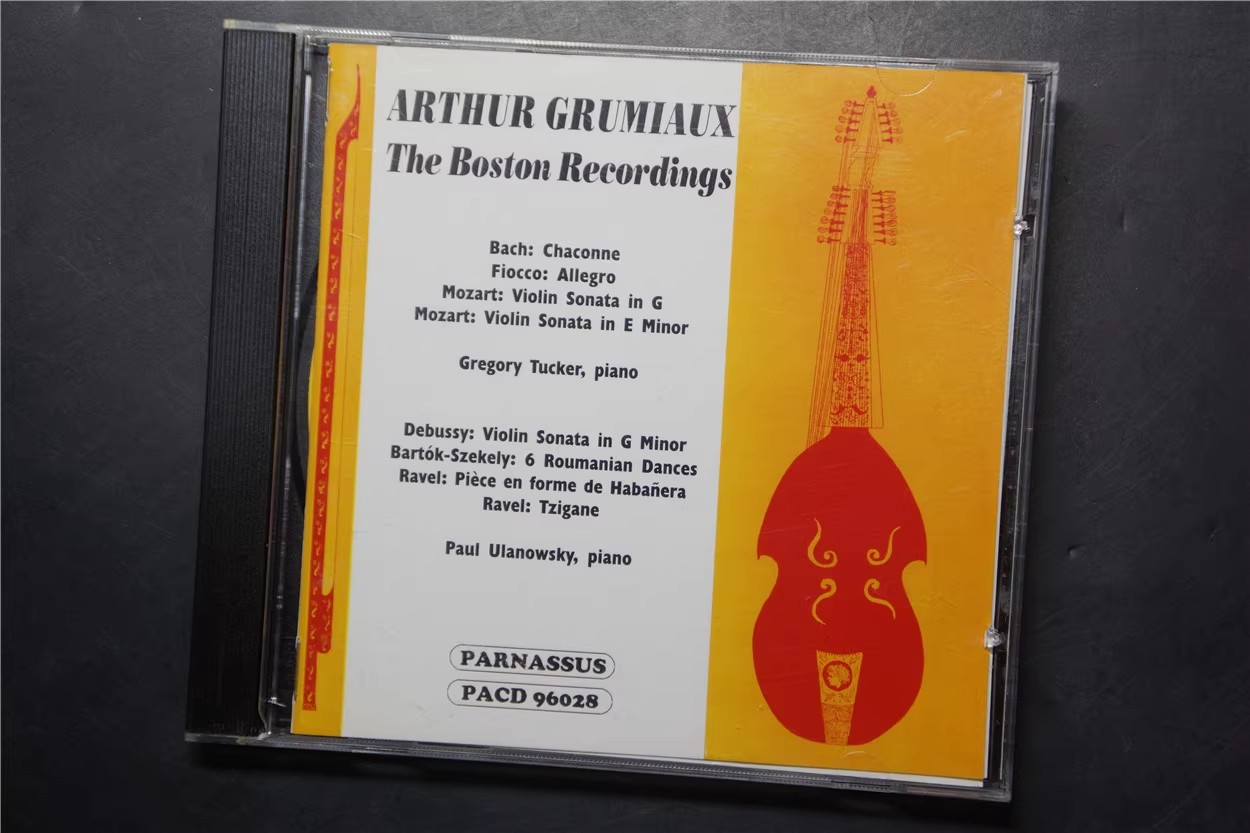 ARTHUR GRUMIAUX
The Boston Recordings
Bach: Chaconne
Fiocco: Allegro
Mozart: Violin Sonata in G
Mozart: Violin Sonata in E Minor
Gregory Tucker, piano
Debussy: Violin Sonata in G Minor
Bartók-Szekely: 6 Roumanian Dances
Ravel: Pièce en forme de Habañera
Ravel: Tzigane
Paul Ulanowsky, piano
PARNASSUS
PACD 96028